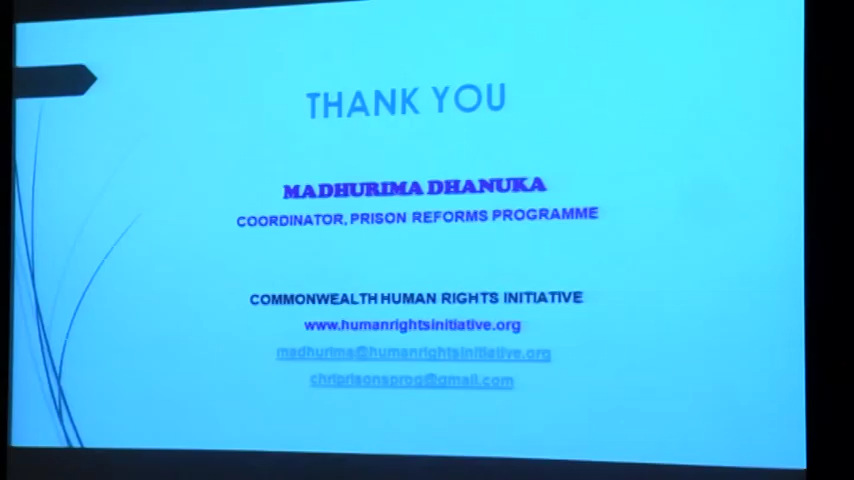 THANK YOU
MADHURIMA DHANUKA
COORDINATOR, PRISON REFORMS PROGRAMME
COMMONWEALTH HUMAN RIGHTS INITIATIVE
www.humanrightsinitiative.org
madhurima@humanrightsinitiative.org
chriprisonsprog@gmail.com